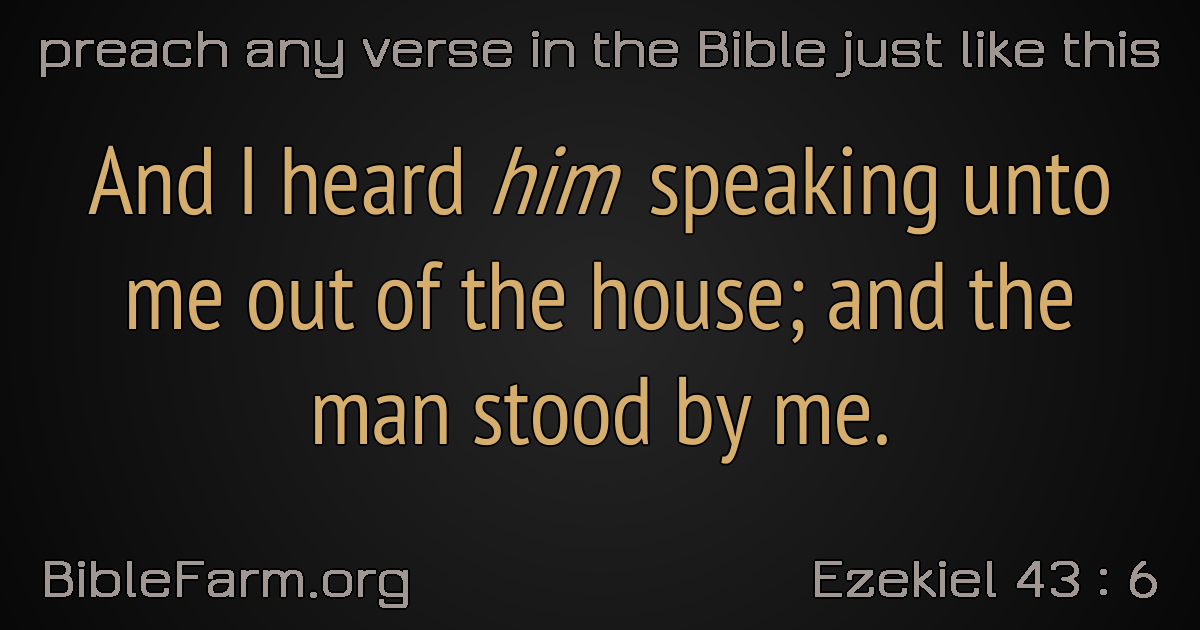 preach any verse in the Bible just like this
And I heard him speaking unto
me out of the house; and the
man stood by me.
BibleFarm.org
Ezekiel 43 : 6